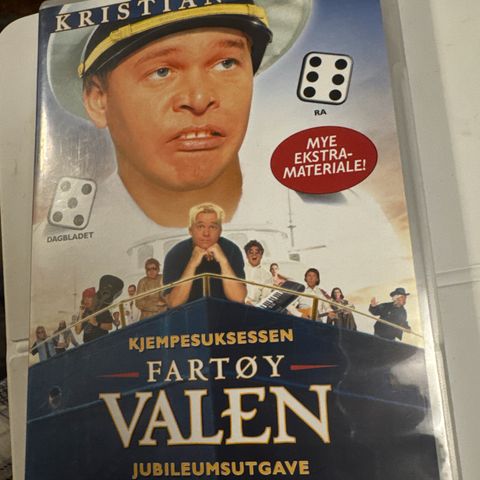 KRISTIAN
RA
MYE
EKSTRA-
MATERIALE!
DAGBLADET
KJEMPESUKSESSEN
FARTØY
VALEN
JUBILEUMSUTGAVE